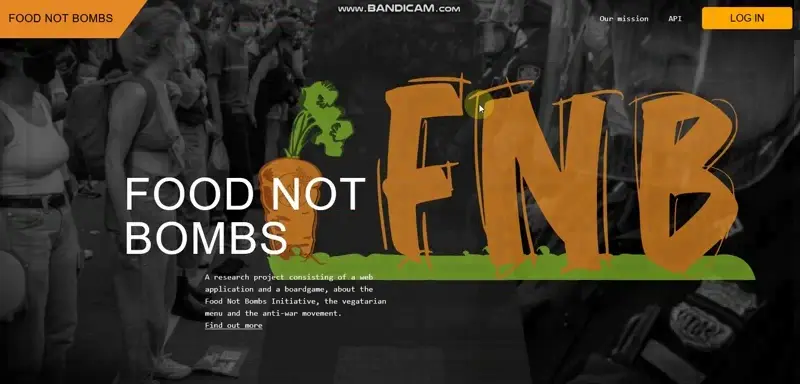 WWW.BANDICAM.COM
FOOD NOT BOMBS
Our mission
API
LOG IN
FNB
FOOD NOT
BOMBS
A research project consisting of a web
application and a boardgame, about the
Food Not Bombs Initiative, the vegatarian
menu and the anti-war movement.
Find out more